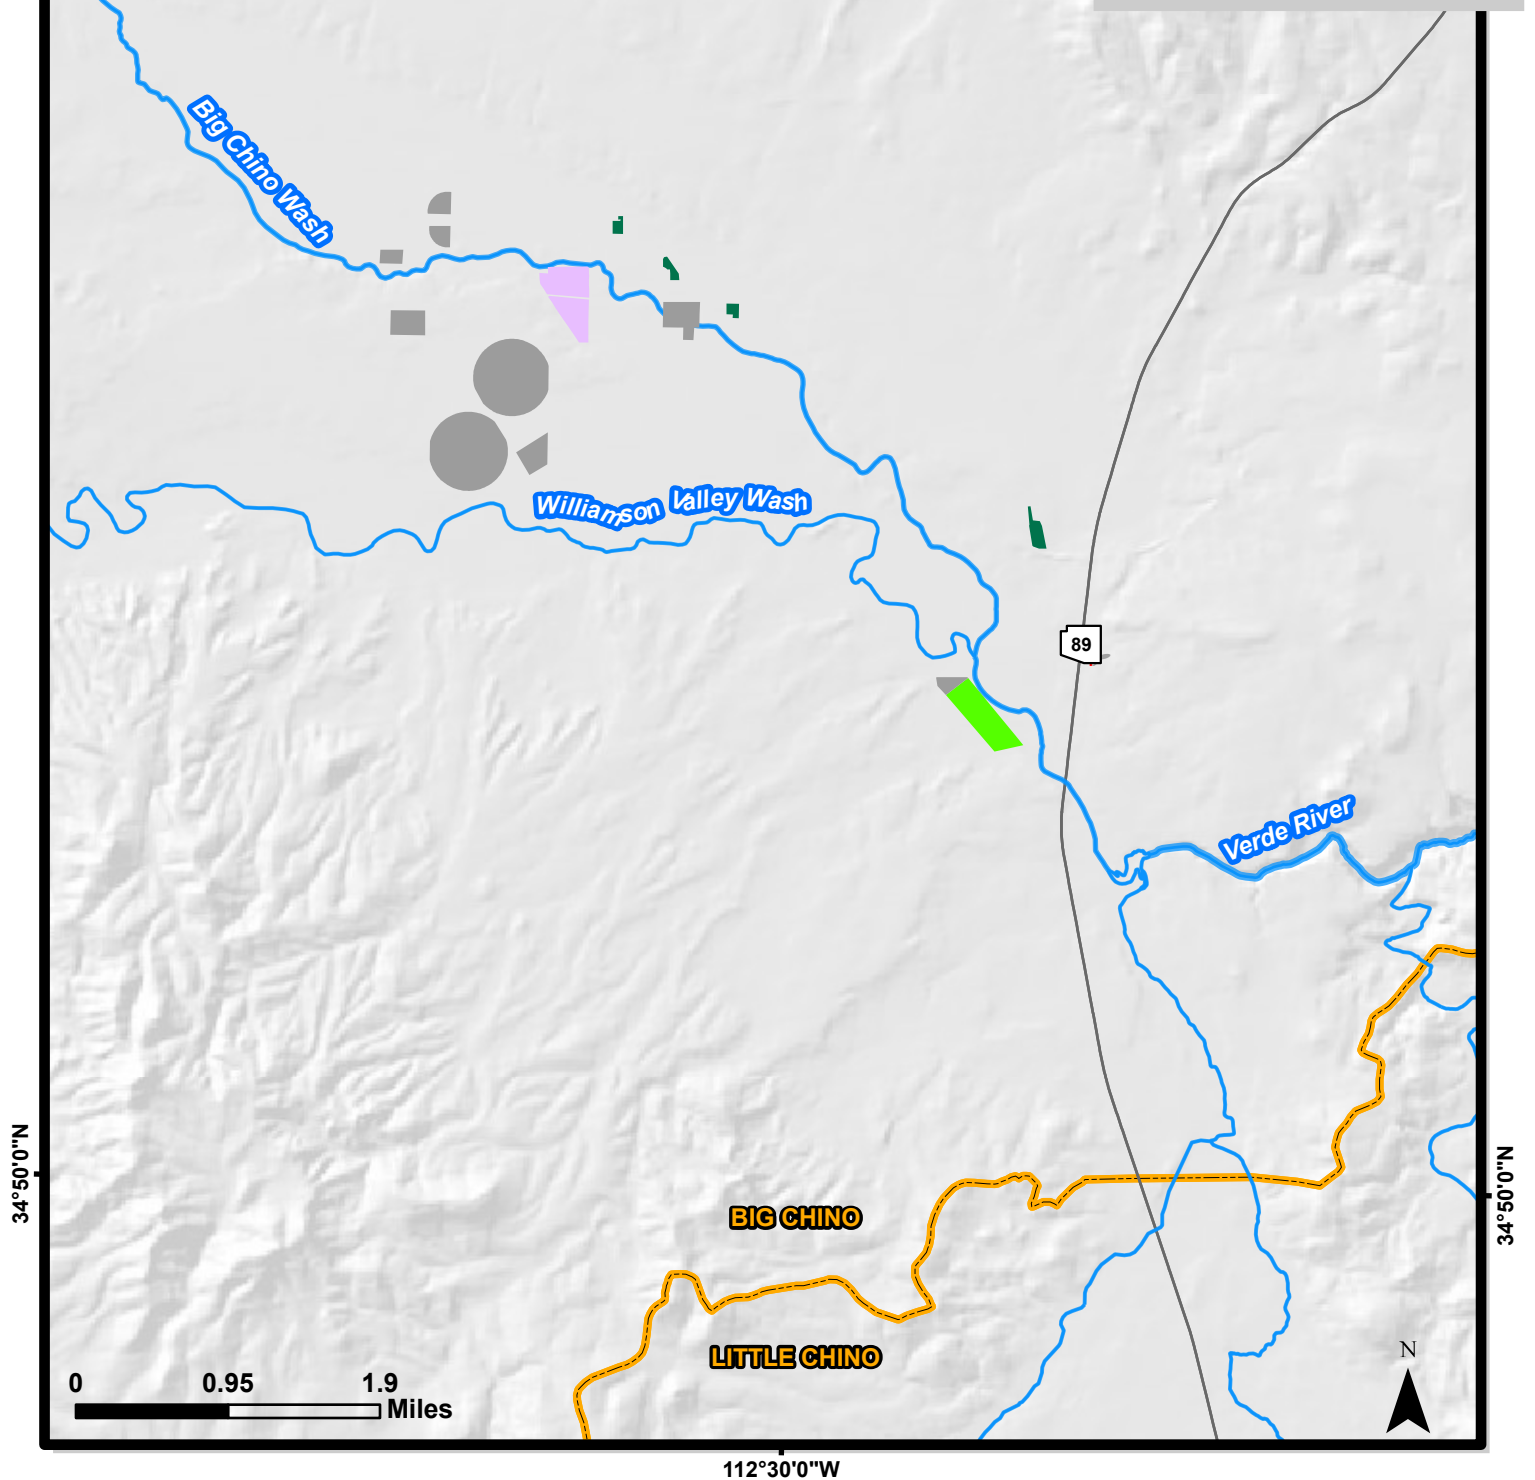 Big Chino Wash
Williamson Valley Wash
89
Verde River
34°50'0"N
34°50'0"N
BIG CHINO
LITTLE CHINO
N
0 0.95 1.9
Miles
112°30'0"W